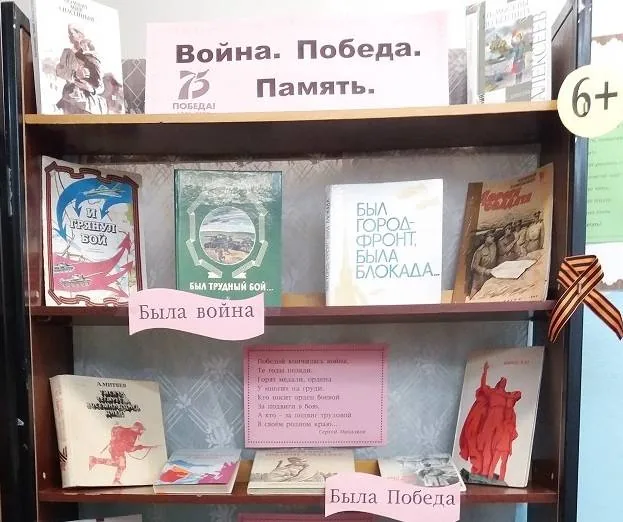 Война. Победа.
Память.
75
ПОБЕДА!
6+
И
ГРЯНУЛ
БОЙ
БЫЛ ТРУДНЫЙ БОЙ...
БЫЛ
ГОРОД-
ФРОНТ,
БЫЛА
БЛОКАДА...
Была война
Победой кончилась война,
Те годы позади.
Горят медали, ордена
У многих на груди.
Кто носит орден боевой
За подвиги в бою,
А кто - за подвиг трудовой
В своём родном краю...
Сергей Михалков
А. МИТЯЕВ
Была Победа